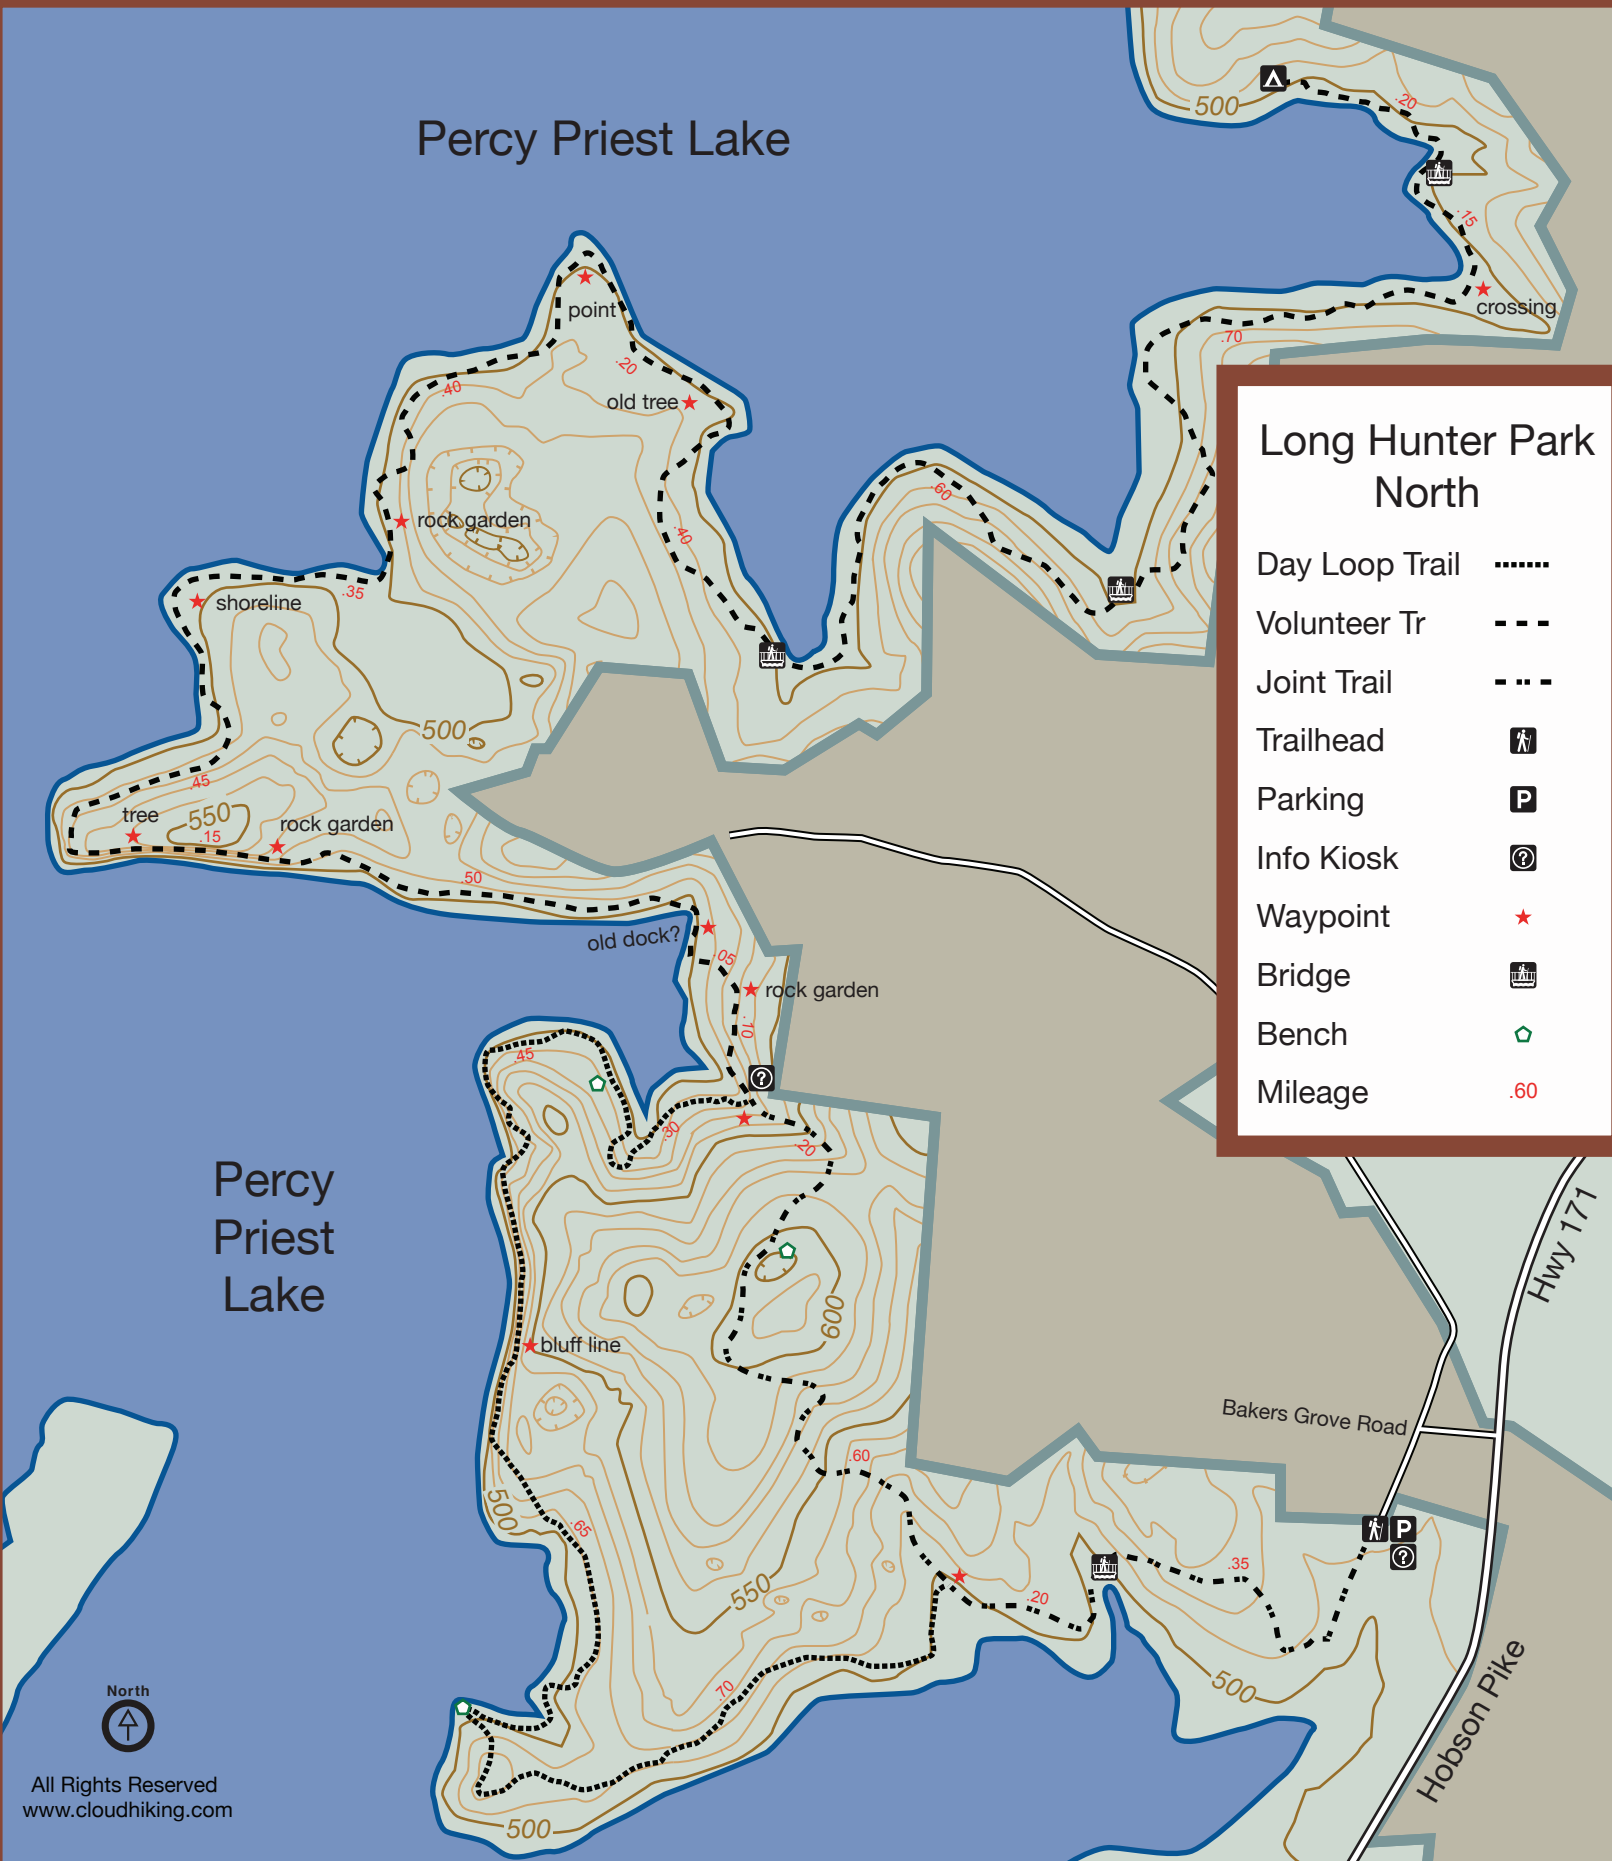 500
.20
Percy Priest Lake
.15
crossing
point
.70
.20
.40
old tree
Long Hunter Park
North
.60
rock garden
.40
Day Loop Trail
.35
shoreline
Volunteer Tr
Joint Trail
500
Trailhead
.45
Parking
tree
550
.15
rock garden
Info Kiosk
.50
Waypoint
old dock?
.05
Bridge
rock garden
.10
Bench
.45
Mileage
.60
.30
.20
Percy
Priest
Lake
Hwy 171
600
bluff line
Bakers Grove Road
.60
500
.65
P
.35
550
.20
500
Hobson Pike
.70
North
All Rights Reserved
www.cloudhiking.com
500